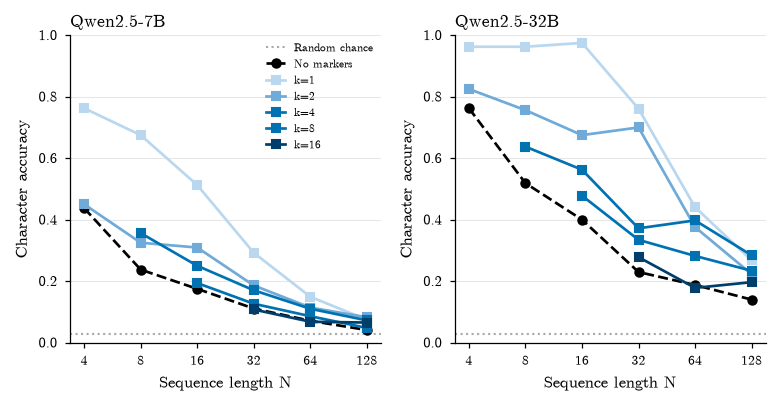 Qwen2.5-7B
1.0
0.8
0.6
0.4
0.2
0.0
Character accuracy
4 8 16 32 64 128
Sequence length N
Random chance
No markers
k=1
k=2
k=4
k=8
k=16
Qwen2.5-32B
1.0
0.8
0.6
0.4
0.2
0.0
Character accuracy
4 8 16 32 64 128
Sequence length N